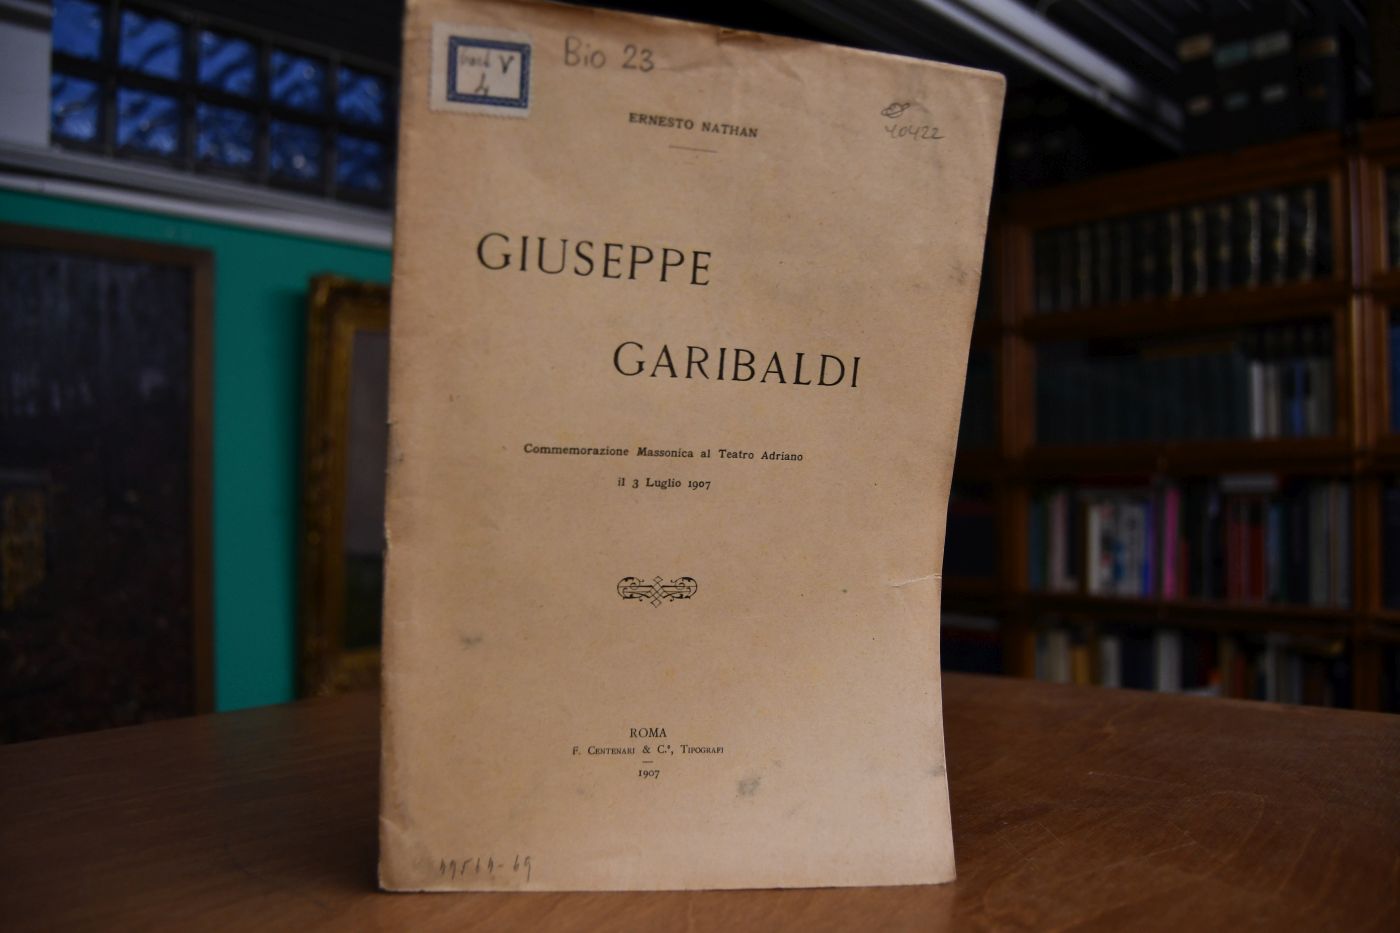 Bio 23
40422
ERNESTO NATHAN
GIUSEPPE
GARIBALDI
Commemorazione Massonica al Teatro Adriano
il 3 Luglio 1907
ROMA
F. Centenari & C.°, Tipografi
1907